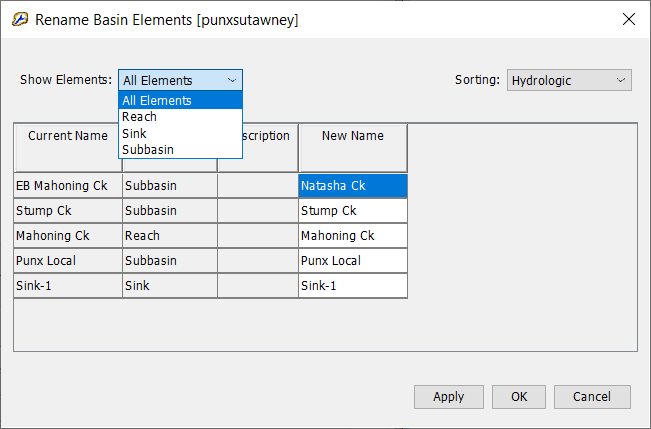 Rename Basin Elements [punxsutawney]
Show Elements: All Elements Sorting: Hydrologic
All Elements
Reach
Sink
Subbasin
Current Name scription New Name
EB Mahoning Ck Subbasin Natasha Ck
Stump Ck Subbasin Stump Ck
Mahoning Ck Reach Mahoning Ck
Punx Local Subbasin Punx Local
Sink-1 Sink Sink-1
Apply OK Cancel